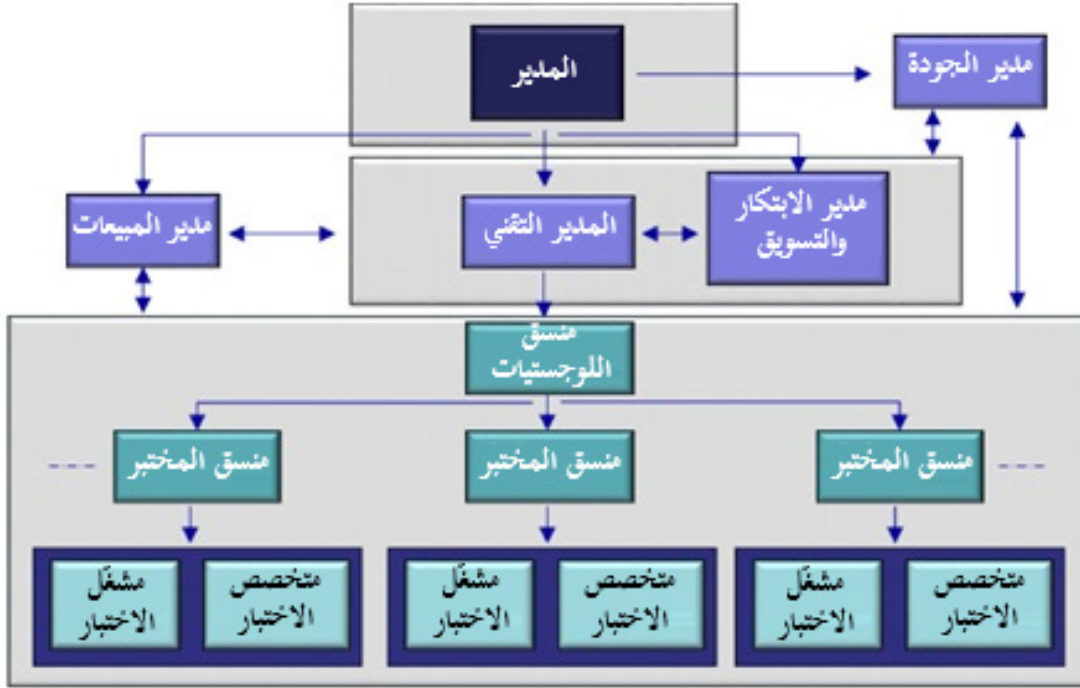 المدير
مدير الجودة
مدير الابتكار
والتسويق
المدير التقني
مدير المبيعات
منسق
اللوجستيات
منسق المختبر
منسق المختبر
منسق المختبر
متخصص
الاختبار
مشغّل
الاختبار
متخصص
الاختبار
مشغّل
الاختبار
متخصص
الاختبار
مشغّل
الاختبار